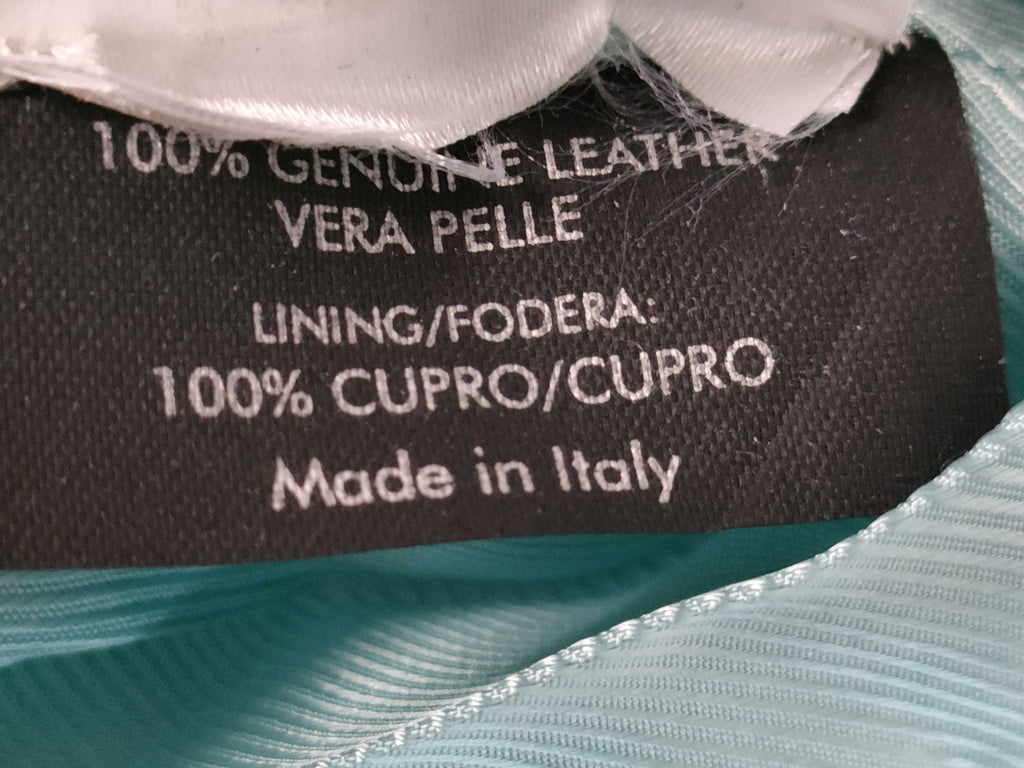 100% GENUINE LEATHER
VERA PELLE
LINING/FODERA:
100% CUPRO/CUPRO
Made in Italy